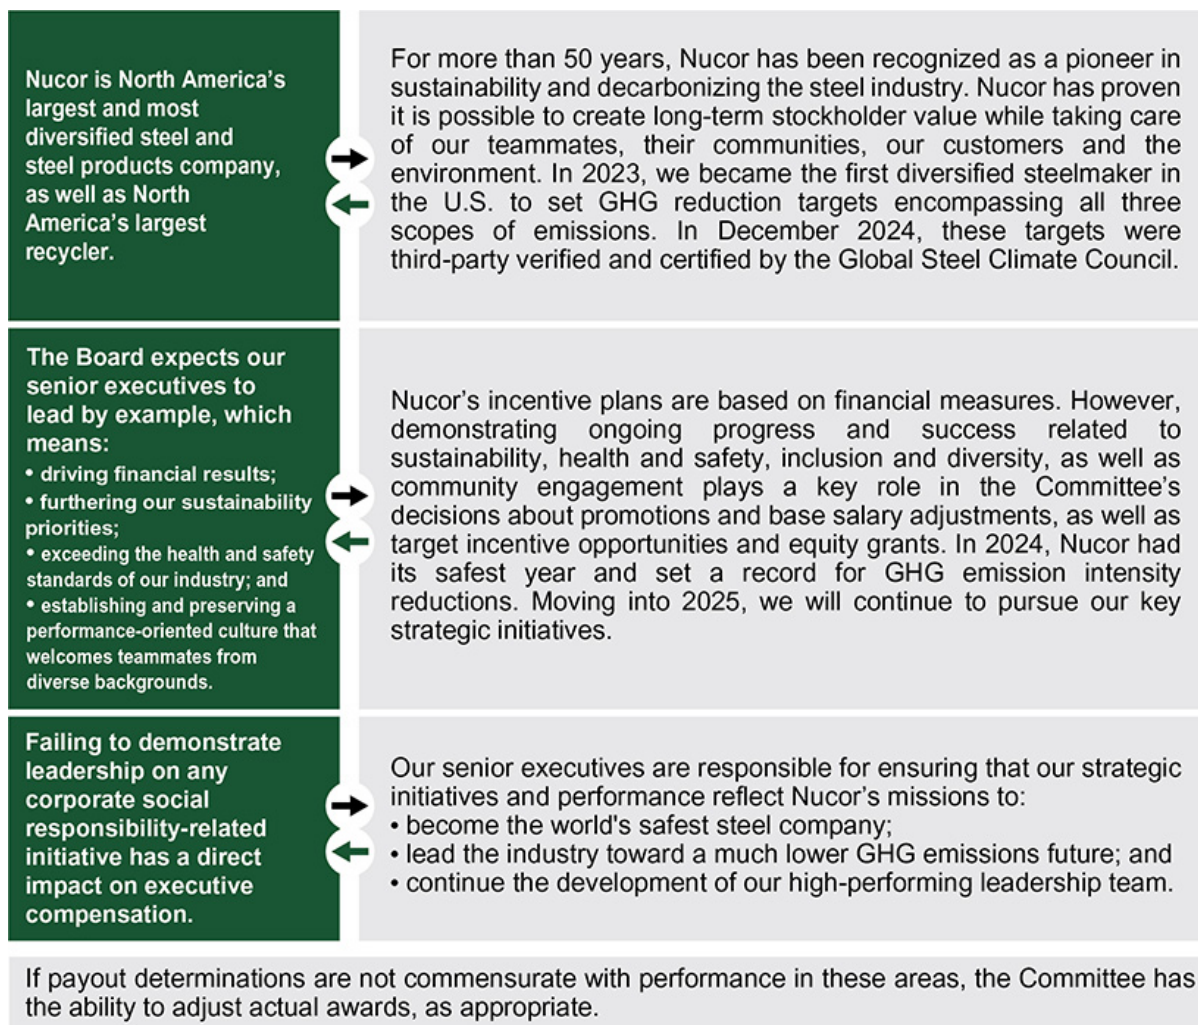 Nucor is North America’s
largest and most
diversified steel and
steel products company,
as well as North
America’s largest
recycler.
For more than 50 years, Nucor has been recognized as a pioneer in
sustainability and decarbonizing the steel industry. Nucor has proven
it is possible to create long-term stockholder value while taking care
of our teammates, their communities, our customers and the
environment. In 2023, we became the first diversified steelmaker in
the U.S. to set GHG reduction targets encompassing all three
scopes of emissions. In December 2024, these targets were
third-party verified and certified by the Global Steel Climate Council.
The Board expects our
senior executives to
lead by example, which
means:
• driving financial results;
• furthering our sustainability
priorities;
• exceeding the health and safety
standards of our industry; and
• establishing and preserving a
performance-oriented culture that
welcomes teammates from
diverse backgrounds.
Nucor’s incentive plans are based on financial measures. However,
demonstrating ongoing progress and success related to
sustainability, health and safety, inclusion and diversity, as well as
community engagement plays a key role in the Committee’s
decisions about promotions and base salary adjustments, as well as
target incentive opportunities and equity grants. In 2024, Nucor had
its safest year and set a record for GHG emission intensity
reductions. Moving into 2025, we will continue to pursue our key
strategic initiatives.
Failing to demonstrate
leadership on any
corporate social
responsibility-related
initiative has a direct
impact on executive
compensation.
Our senior executives are responsible for ensuring that our strategic
initiatives and performance reflect Nucor’s missions to:
• become the world's safest steel company;
• lead the industry toward a much lower GHG emissions future; and
• continue the development of our high-performing leadership team.
If payout determinations are not commensurate with performance in these areas, the Committee has
the ability to adjust actual awards, as appropriate.